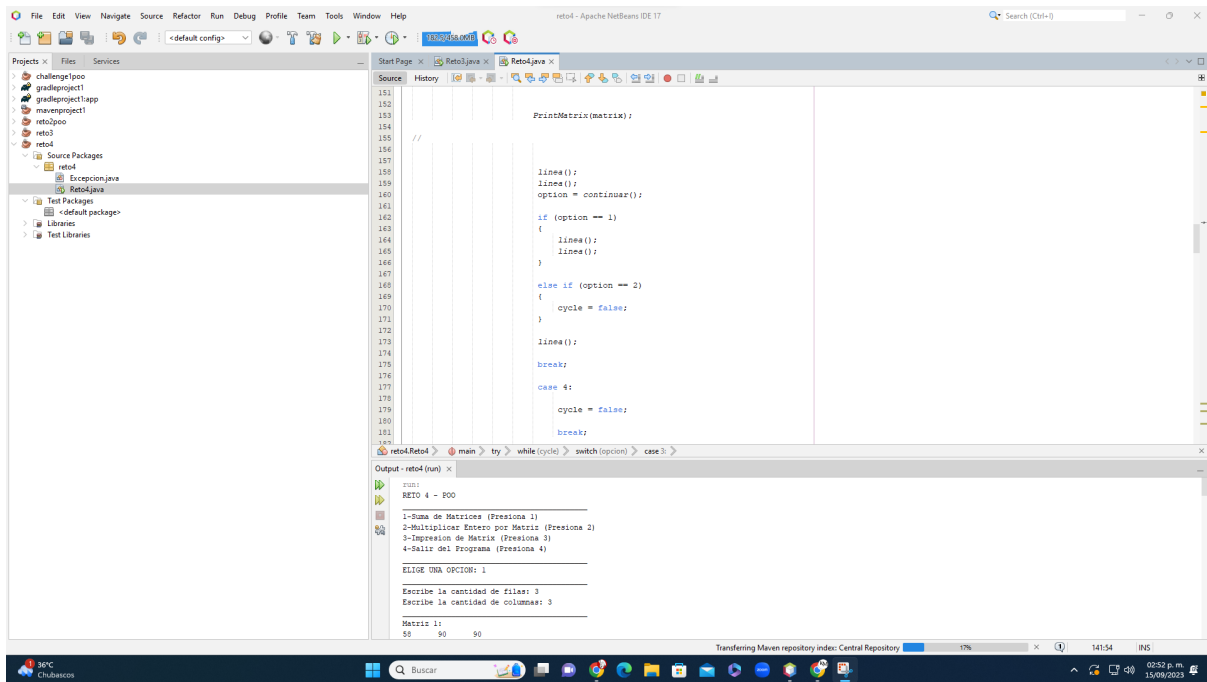 File Edit View Navigate Source Refactor Run Debug Profile Team Tools Window Help
reto4 - Apache NetBeans IDE 17
Search (Ctrl+I)
<default config>
Projects
Files
Services
challenge1poo
gradleproject1
gradleproject1:app
mavenproject1
reto2poo
reto3
reto4
Source Packages
reto4
Excepcion.java
Reto4.java
Test Packages
<default package>
Libraries
Test Libraries
Start Page
Reto3.java
Reto4.java
Source
History
151
152
153 PrintMatrix(matrix);
154
155 //
156
157
158 linea();
159 linea();
160 option = continuar();
161
162 if (option == 1)
163 {
164 linea();
165 linea();
166 }
167
168 else if (option == 2)
169 {
170 cycle = false;
171 }
172
173 linea();
174
175 break;
176
177 case 4:
178
179 cycle = false;
180
181 break;
reto4.Reto4
main
try
while (cycle)
switch (opcion)
case 3:
Output - reto4 (run)
run:
RETO 4 - POO
1-Suma de Matrices (Presiona 1)
2-Multiplicar Entero por Matriz (Presiona 2)
3-Impresion de Matrix (Presiona 3)
4-Salir del Programa (Presiona 4)
ELIGE UNA OPCION: 1
Escribe la cantidad de filas: 3
Escribe la cantidad de columnas: 3
Matriz 1:
58 90 90
Transferring Maven repository index: Central Repository
17%
141:54
INS
1
36°C
Chubascos
Buscar
02:52 p. m.
15/09/2023